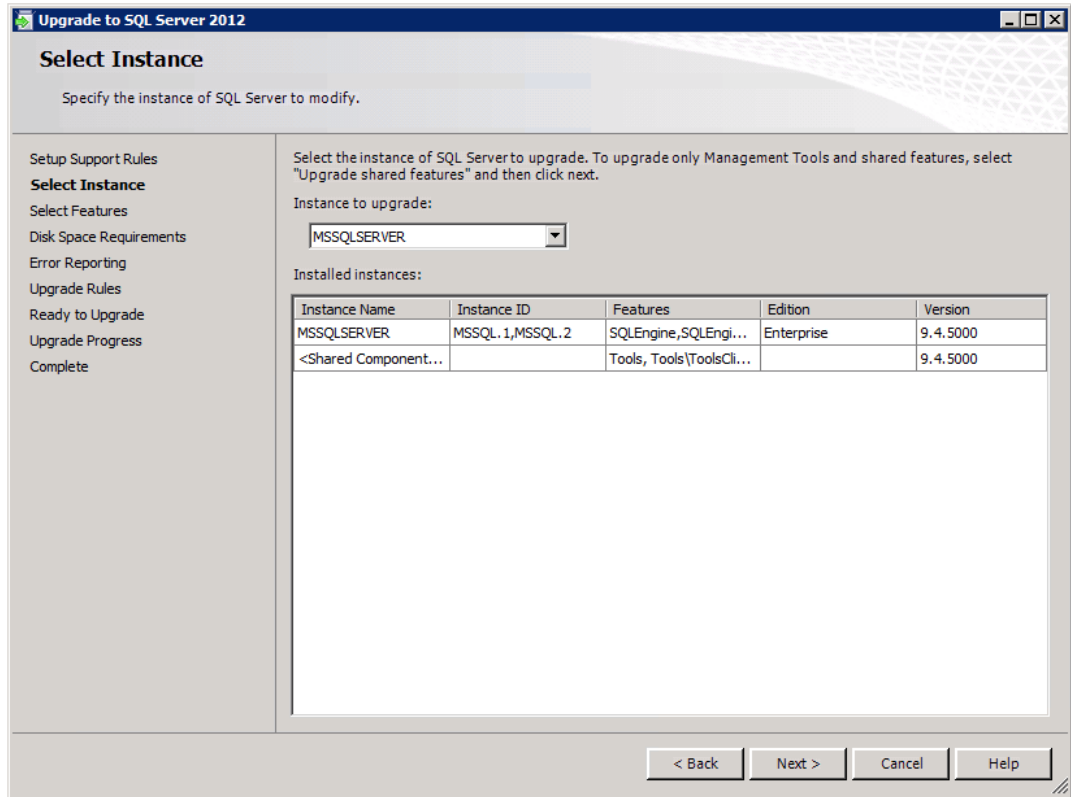 Upgrade to SQL Server 2012
Select Instance
Specify the instance of SQL Server to modify.
Setup Support Rules
Select Instance
Select Features
Disk Space Requirements
Error Reporting
Upgrade Rules
Ready to Upgrade
Upgrade Progress
Complete
Select the instance of SQL Server to upgrade. To upgrade only Management Tools and shared features, select
"Upgrade shared features" and then click next.
Instance to upgrade:
MSSQLSERVER
Installed instances:
Instance Name Instance ID Features Edition Version
MSSQLSERVER MSSQL.1,MSSQL.2 SQLEngine,SQLEngi... Enterprise 9.4.5000
<Shared Component... Tools, Tools\ToolsCli... 9.4.5000
< Back Next > Cancel Help